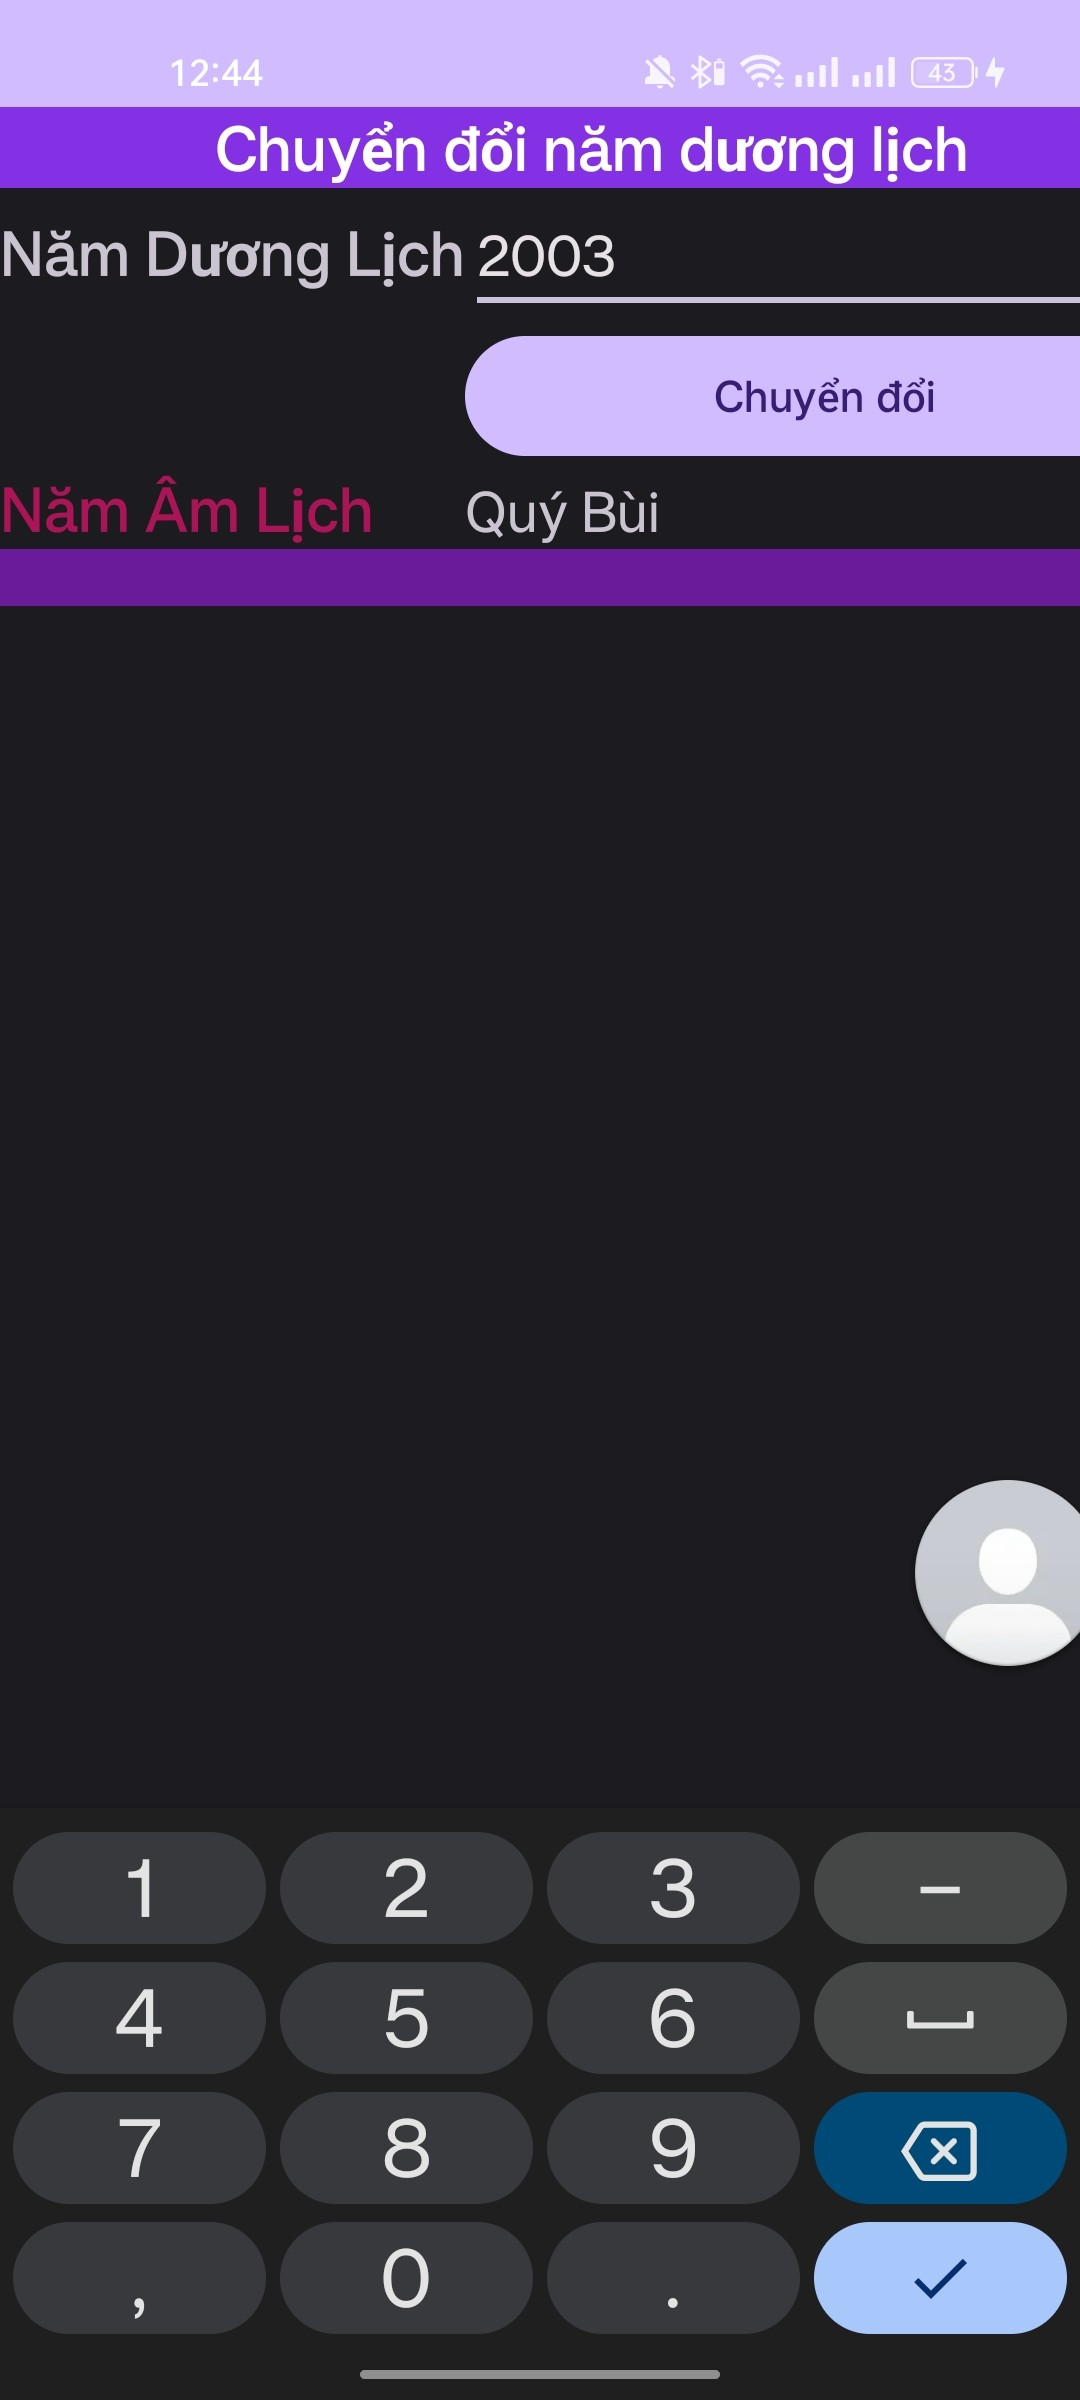 12:44
43
Chuyển đổi năm dương lịch
Năm Dương Lịch 2003
Chuyển đổi
Năm Âm Lịch Quý Bùi
1 2 3 –
4 5 6
7 8 9
, 0 .